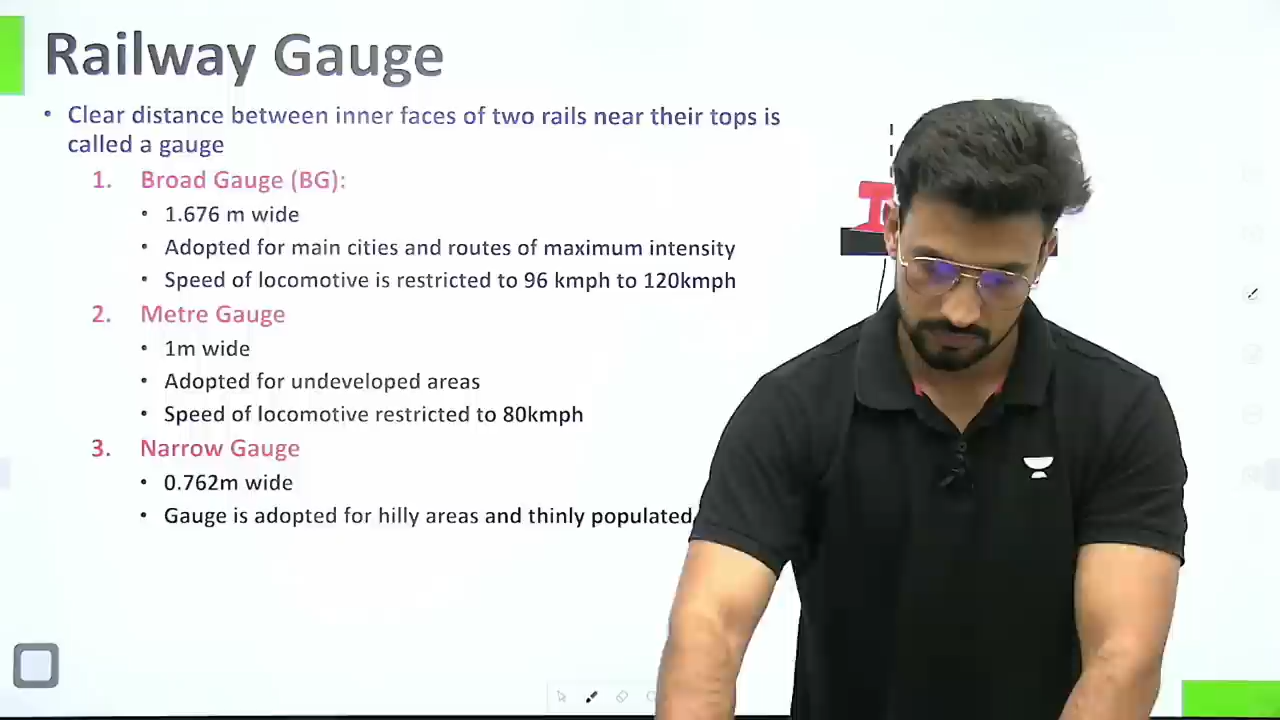 Railway Gauge
• Clear distance between inner faces of two rails near their tops is
called a gauge
1. Broad Gauge (BG):
• 1.676 m wide
• Adopted for main cities and routes of maximum intensity
• Speed of locomotive is restricted to 96 kmph to 120kmph
2. Metre Gauge
• 1m wide
• Adopted for undeveloped areas
• Speed of locomotive restricted to 80kmph
3. Narrow Gauge
• 0.762m wide
• Gauge is adopted for hilly areas and thinly populated